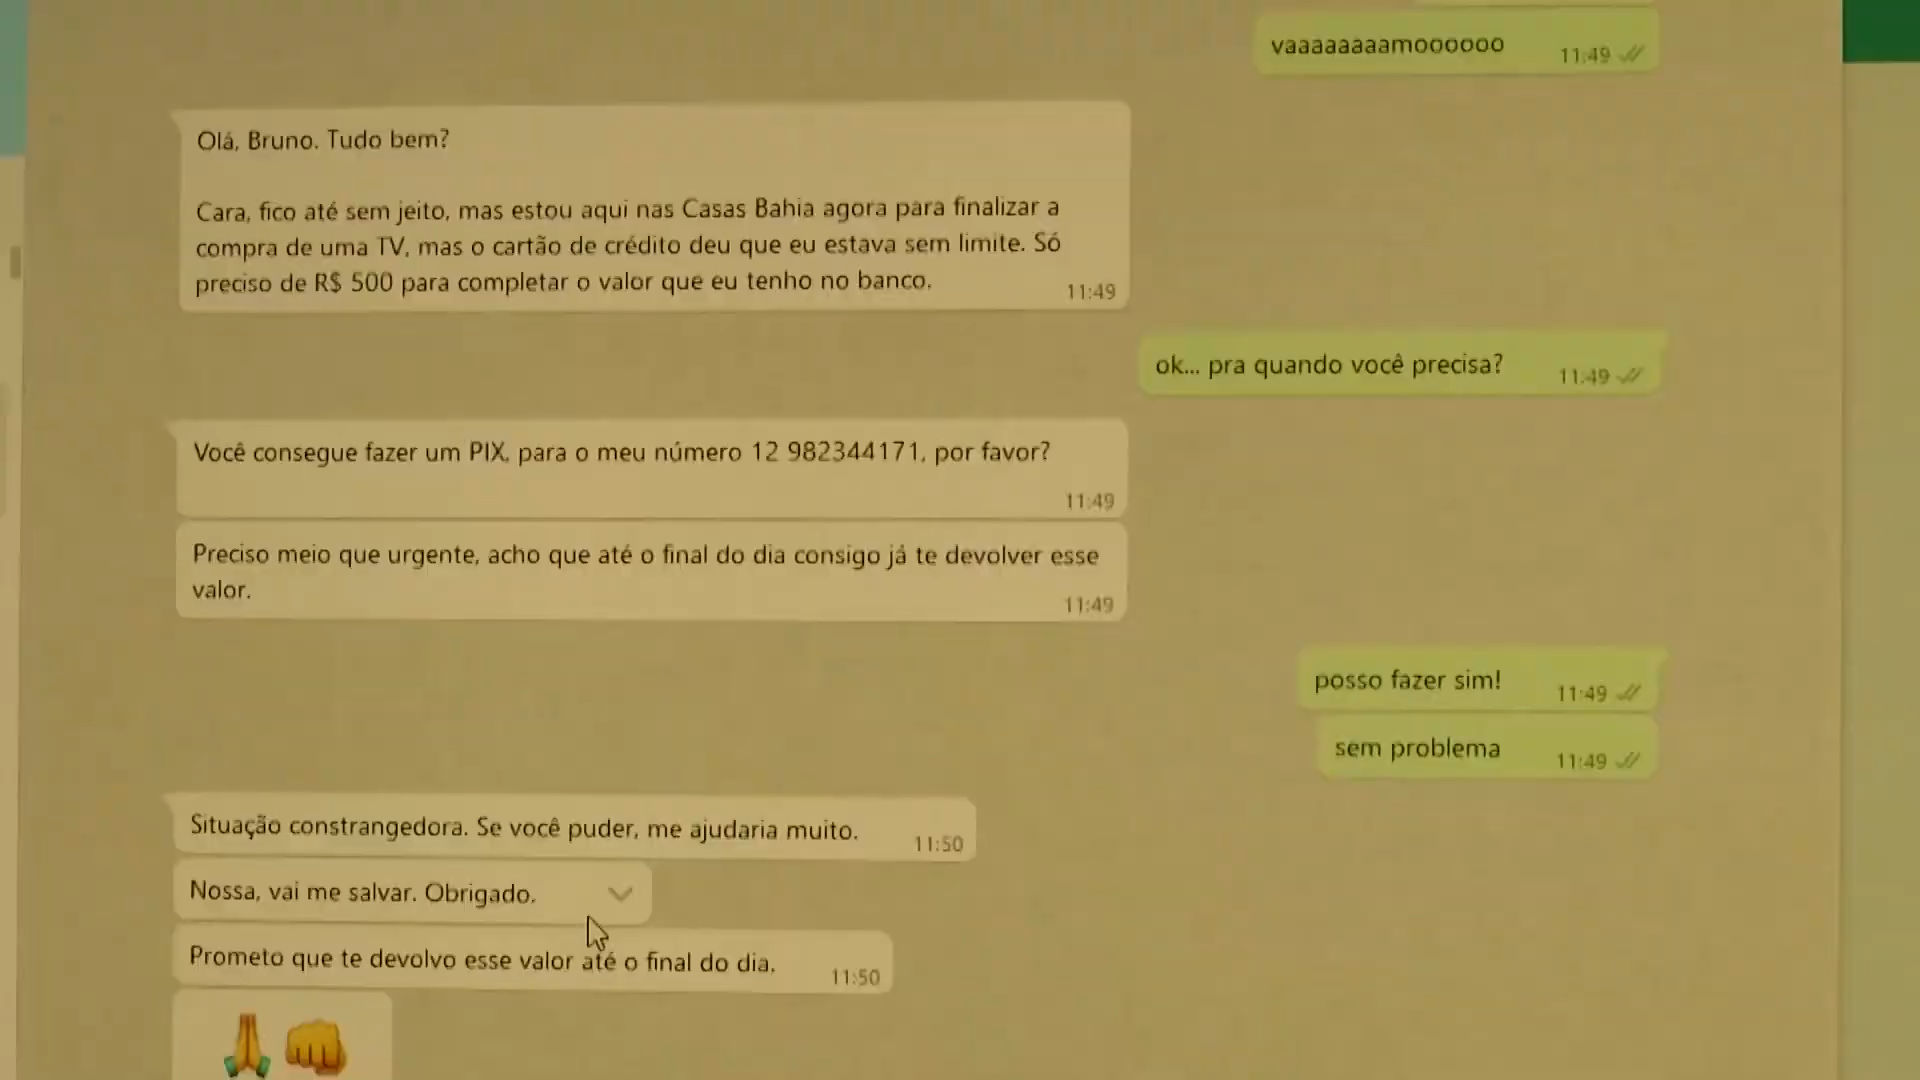 vaaaaaaaamoooooo
11:49
Olá, Bruno. Tudo bem?
Cara, fico até sem jeito, mas estou aqui nas Casas Bahia agora para finalizar a
compra de uma TV, mas o cartão de crédito deu que eu estava sem limite. Só
preciso de R$ 500 para completar o valor que eu tenho no banco.
11:49
ok... pra quando você precisa?
11:49
Você consegue fazer um PIX, para o meu número 12 982344171, por favor?
11:49
Preciso meio que urgente, acho que até o final do dia consigo já te devolver esse
valor.
11:49
posso fazer sim!
11:49
sem problema
11:49
Situação constrangedora. Se você puder, me ajudaria muito.
11:50
Nossa, vai me salvar. Obrigado.
Prometo que te devolvo esse valor até o final do dia.
11:50